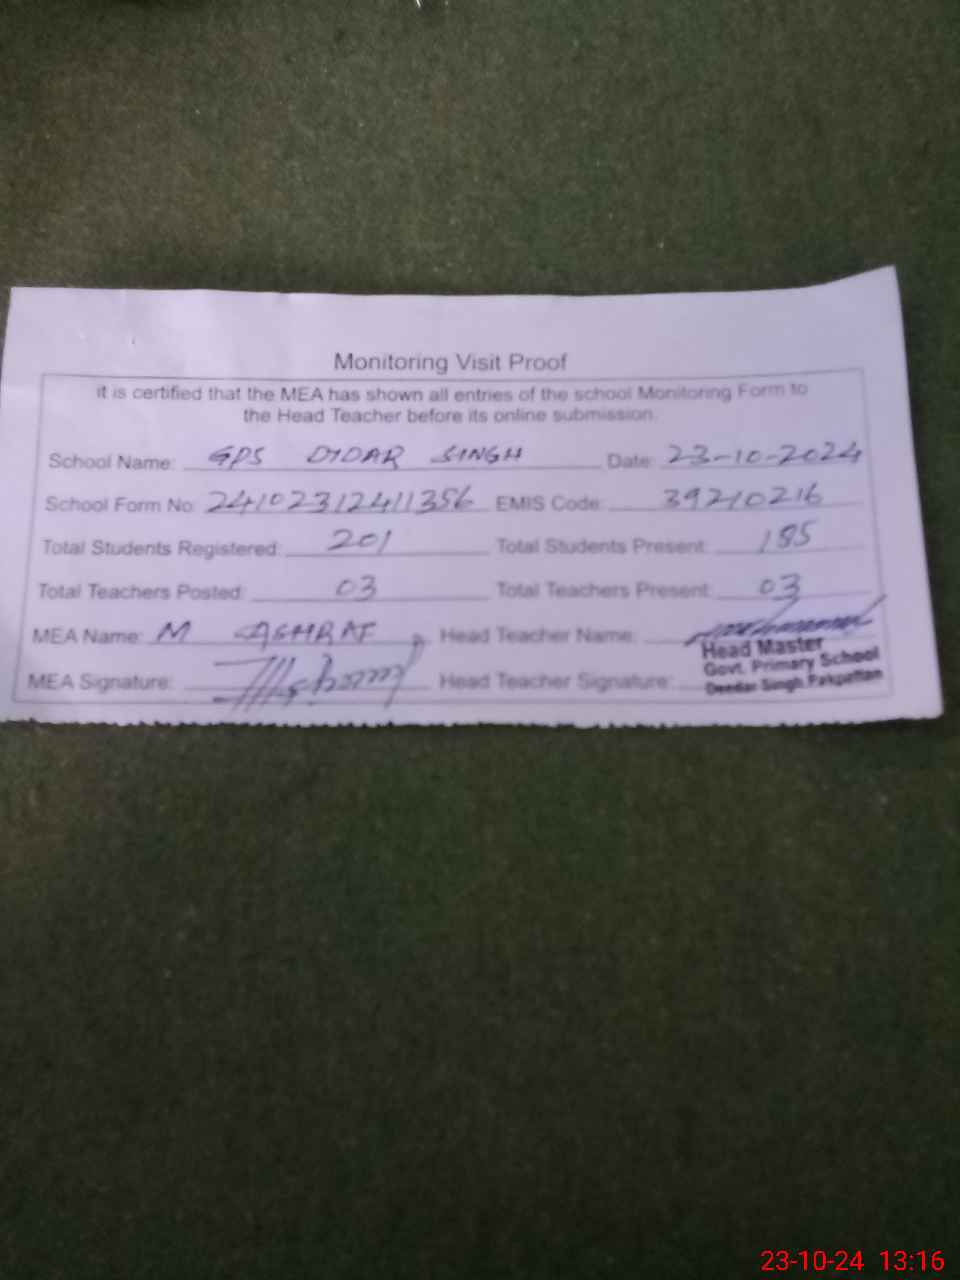 Monitoring Visit Proof
it is certified that the MEA has shown all entries of the school Monitoring Form to
the Head Teacher before its online submission.
School Name: GPS DIDAR SINGH Date: 23-10-2024
School Form No: 24102312411356 EMIS Code: 39210216
Total Students Registered: 201 Total Students Present: 185
Total Teachers Posted: 03 Total Teachers Present: 03
MEA Name: M ASHRAF Head Teacher Name:
Head Master
Govt. Primary School
Deedar Singh Pakpattan
MEA Signature: Head Teacher Signature:
23-10-24 13:16